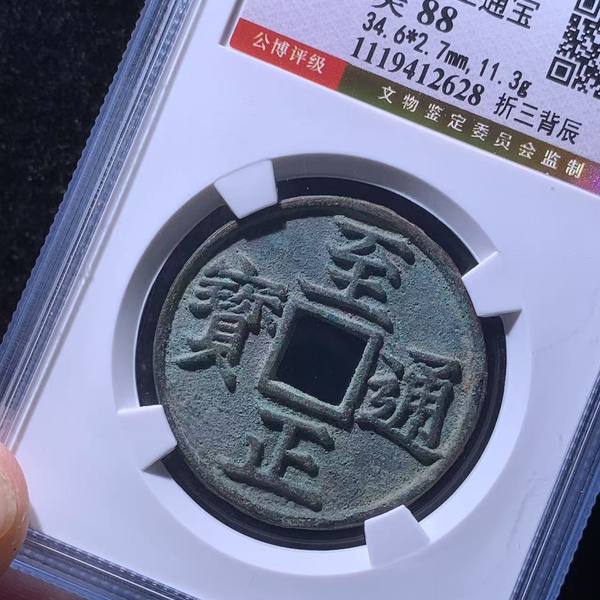 通宝
美 88
34.6*2.7mm, 11.3g
1119412628 折三背辰
公博评级
文物鉴定委员会监制
至正通寶